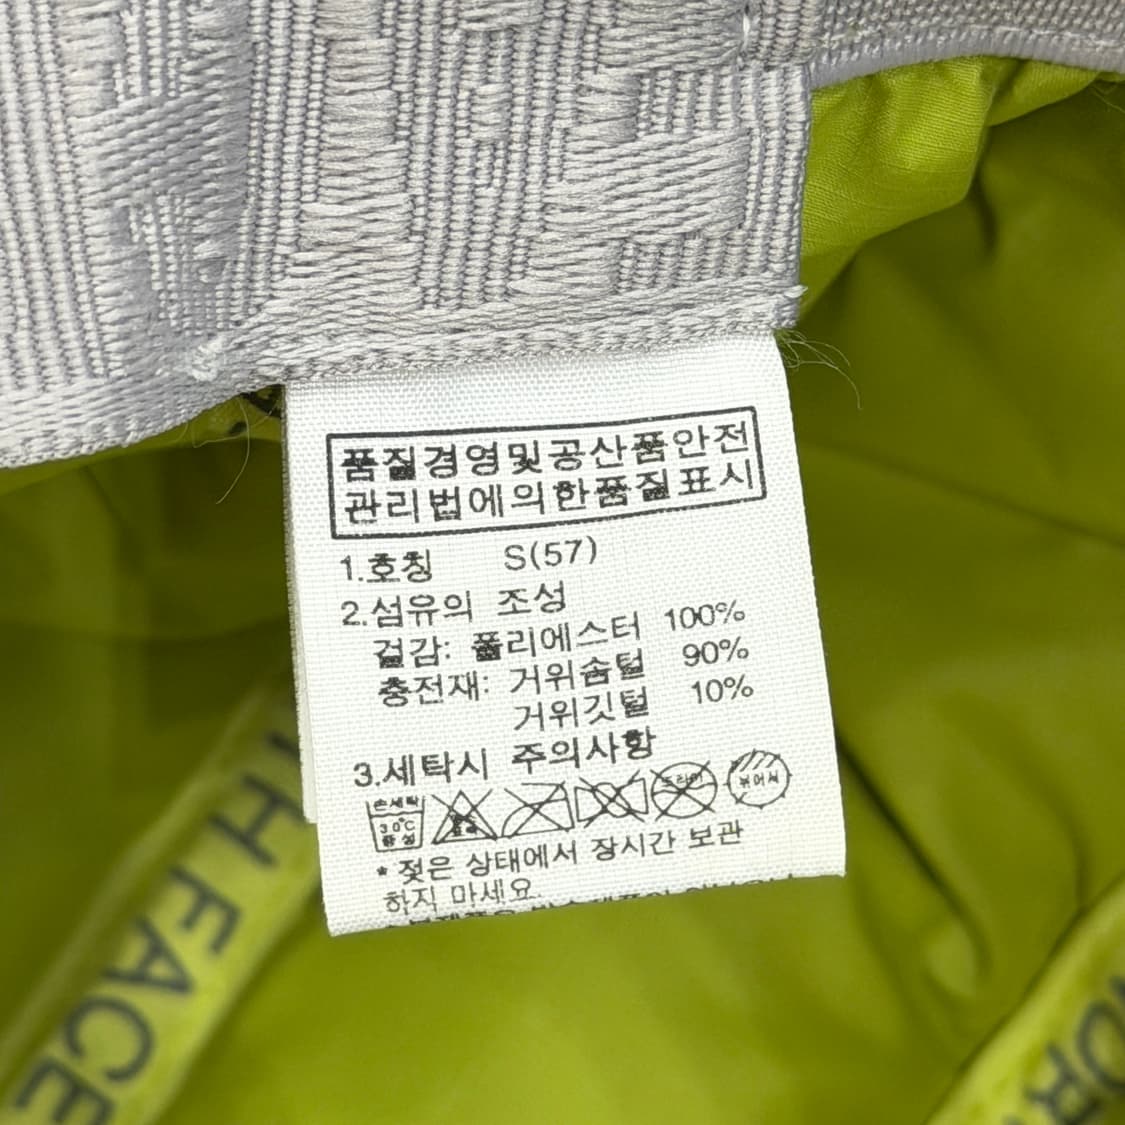 품질경영및공산품안전
관리법에의한품질표시
1.호칭 S(57)
2.섬유의 조성
겉감: 폴리에스터 100%
충전재: 거위솜털 90%
거위깃털 10%
3.세탁시 주의사항
손세탁
30℃
중성
드라이
뉘어서
* 젖은 상태에서 장시간 보관
하지 마세요.
TH FACE
NOR